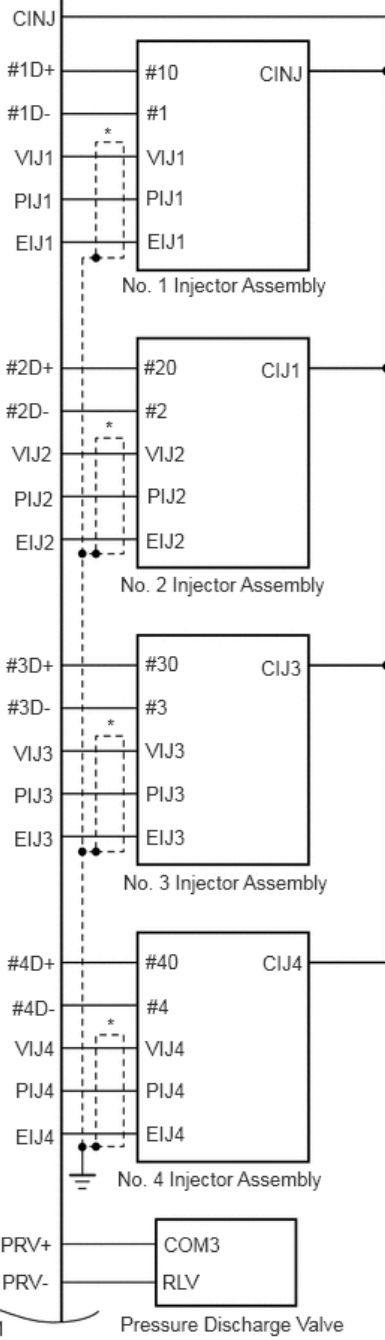 CINJ
#1D+ #10 CINJ
#1D- #1
*
VIJ1 VIJ1
PIJ1 PIJ1
EIJ1 EIJ1
No. 1 Injector Assembly
#2D+ #20 CIJ1
#2D- #2
*
VIJ2 VIJ2
PIJ2 PIJ2
EIJ2 EIJ2
No. 2 Injector Assembly
#3D+ #30 CIJ3
#3D- #3
*
VIJ3 VIJ3
PIJ3 PIJ3
EIJ3 EIJ3
No. 3 Injector Assembly
#4D+ #40 CIJ4
#4D- #4
*
VIJ4 VIJ4
PIJ4 PIJ4
EIJ4 EIJ4
No. 4 Injector Assembly
PRV+ COM3
PRV- RLV
Pressure Discharge Valve